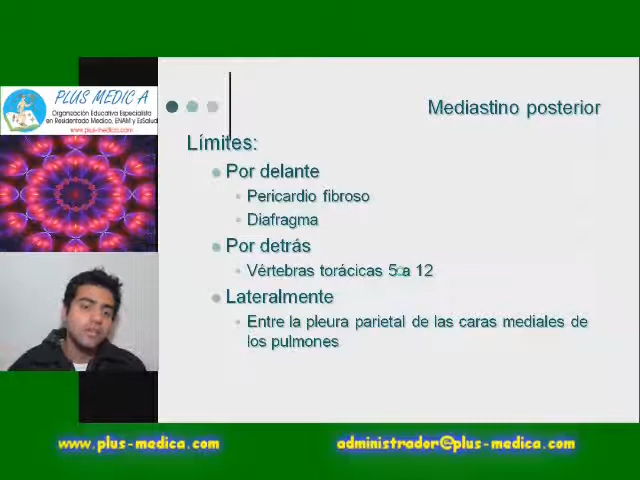 PLUS MEDIC A
Organización Educativa Especialista
en Residentado Medico, ENAM y EsSalud
www.plus-medica.com
Mediastino posterior
Límites:
Por delante
Pericardio fibroso
Diafragma
Por detrás
Vértebras torácicas 5 a 12
Lateralmente
Entre la pleura parietal de las caras mediales de
los pulmones
www.plus-medica.com
administrador@plus-medica.com